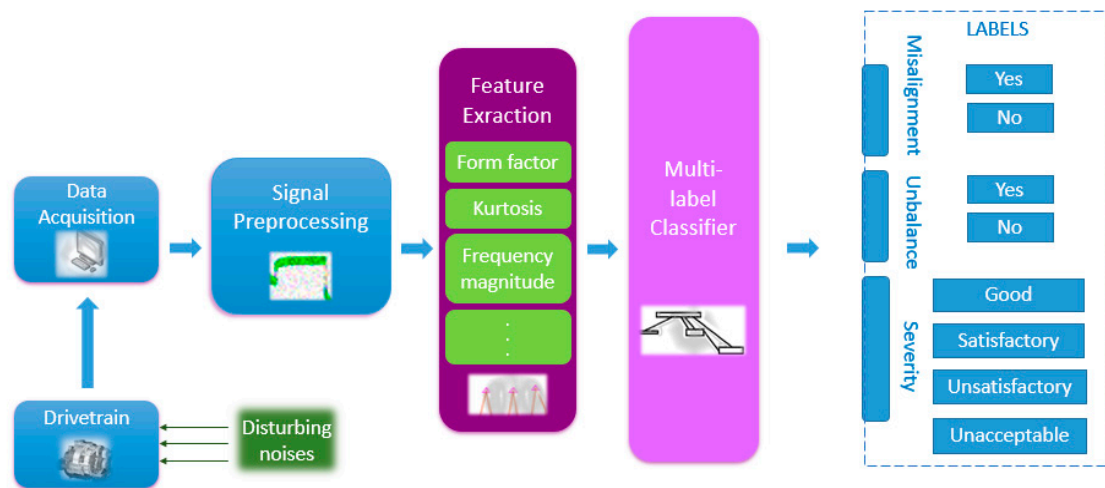 Drivetrain
Disturbing
noises
Data
Acquisition
Signal
Preprocessing
Feature
Exraction
Form factor
Kurtosis
Frequency
magnitude
.
.
.
Multi-
label
Classifier
LABELS
Misalignment
Yes
No
Unbalance
Yes
No
Severity
Good
Satisfactory
Unsatisfactory
Unacceptable